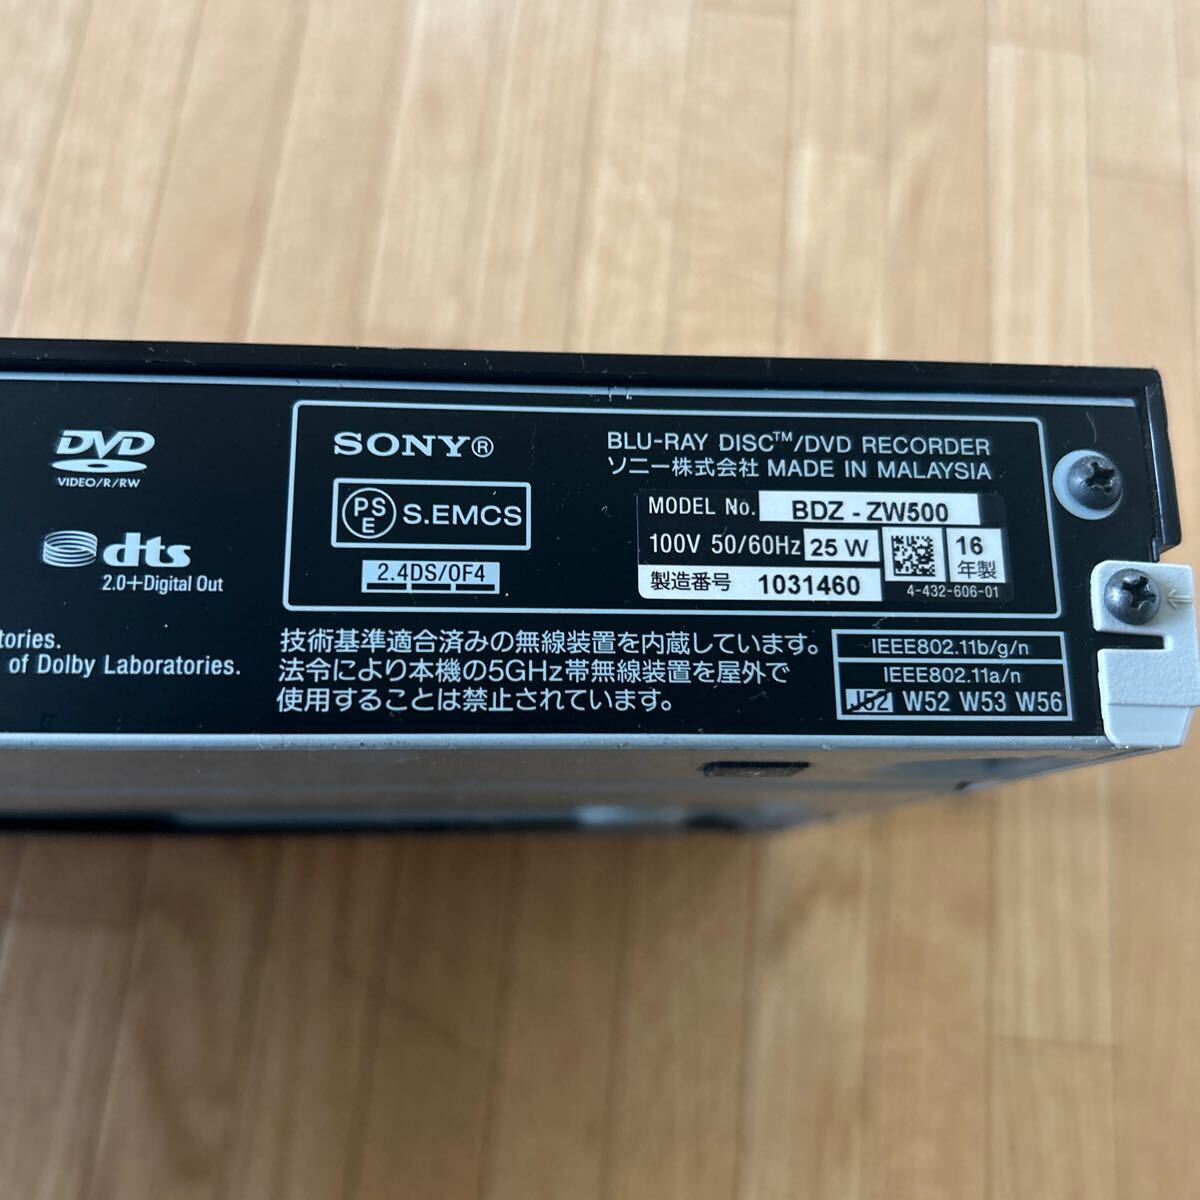 DVD
VIDEO/R/RW
dts
2.0+Digital Out
tories.
of Dolby Laboratories.
SONY®
PS
E
S.EMCS
2.4DS/OF4
BLU-RAY DISC™/DVD RECORDER
ソニー株式会社 MADE IN MALAYSIA
MODEL No. BDZ - ZW500
100V 50/60Hz 25 W
16
年製
製造番号 1031460
4-432-606-01
技術基準適合済みの無線装置を内蔵しています。
法令により本機の5GHz帯無線装置を屋外で
使用することは禁止されています。
IEEE802.11b/g/n
IEEE802.11a/n
J52 W52 W53 W56